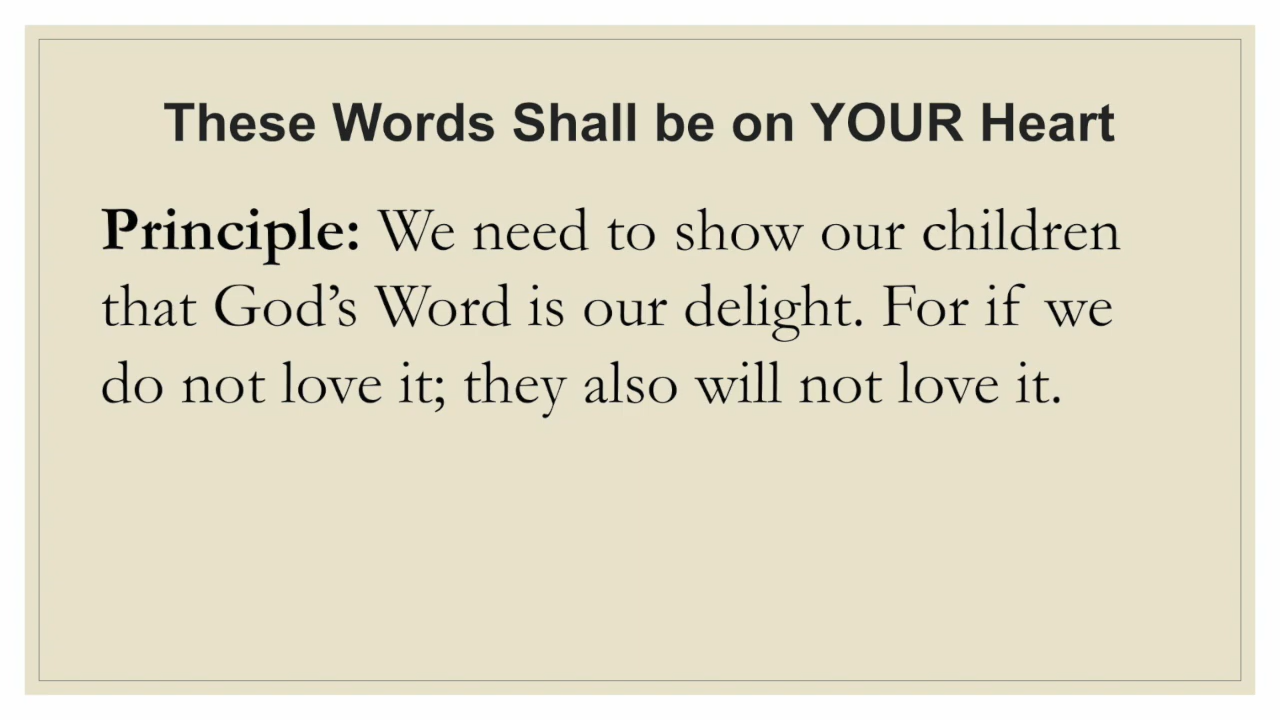 These Words Shall be on YOUR Heart
Principle: We need to show our children
that God’s Word is our delight. For if we
do not love it; they also will not love it.